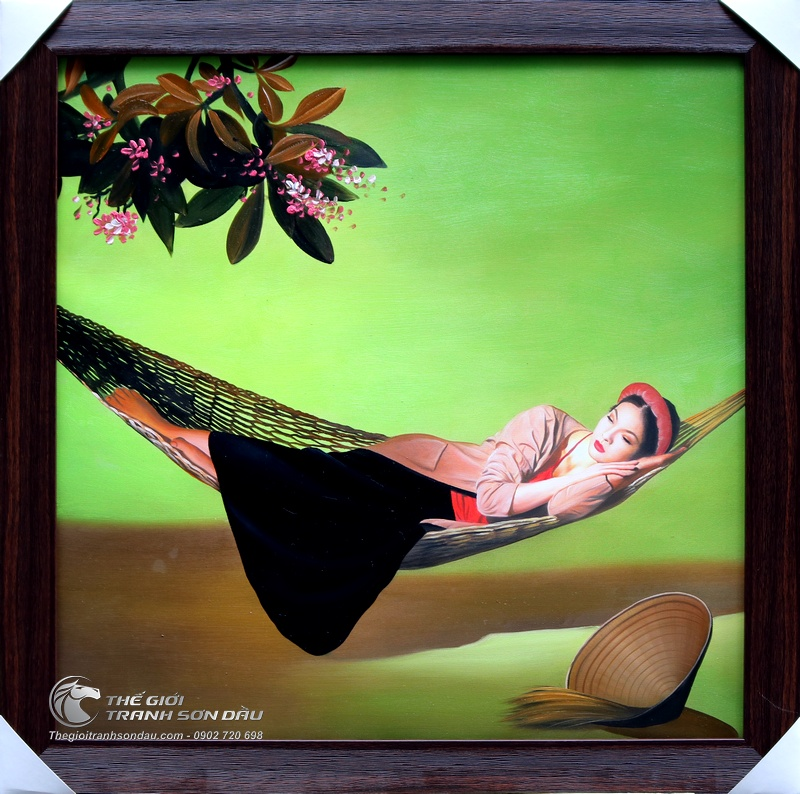 THẾ GIỚI
TRANH SƠN DẦU
Thegioitranhsondau.com - 0902 720 698